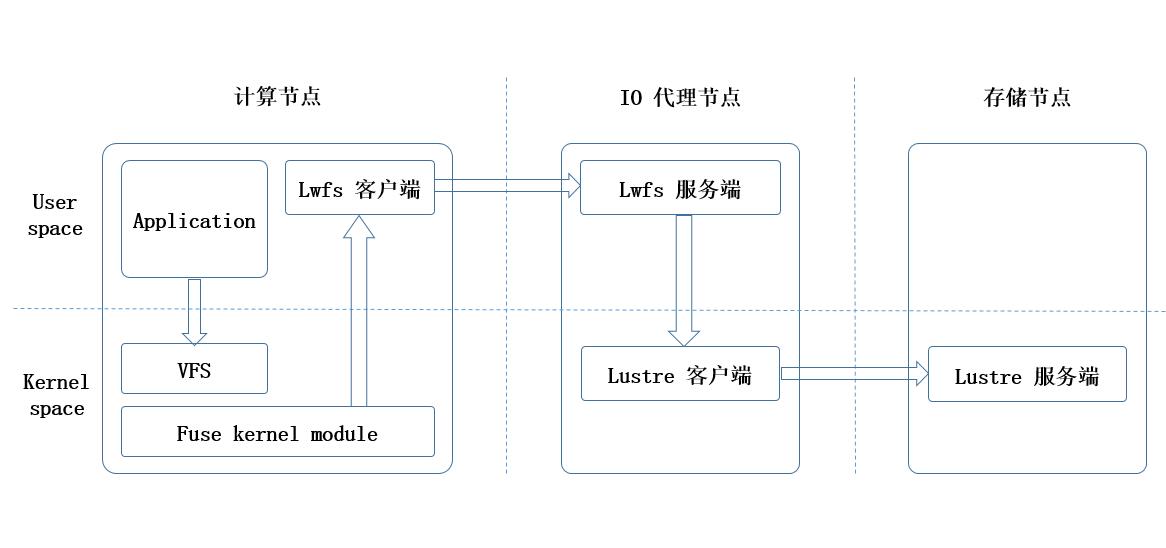 计算节点
IO 代理节点
存储节点
User
space
Application
Lwfs 客户端
Lwfs 服务端
Kernel
space
VFS
Fuse kernel module
Lustre 客户端
Lustre 服务端